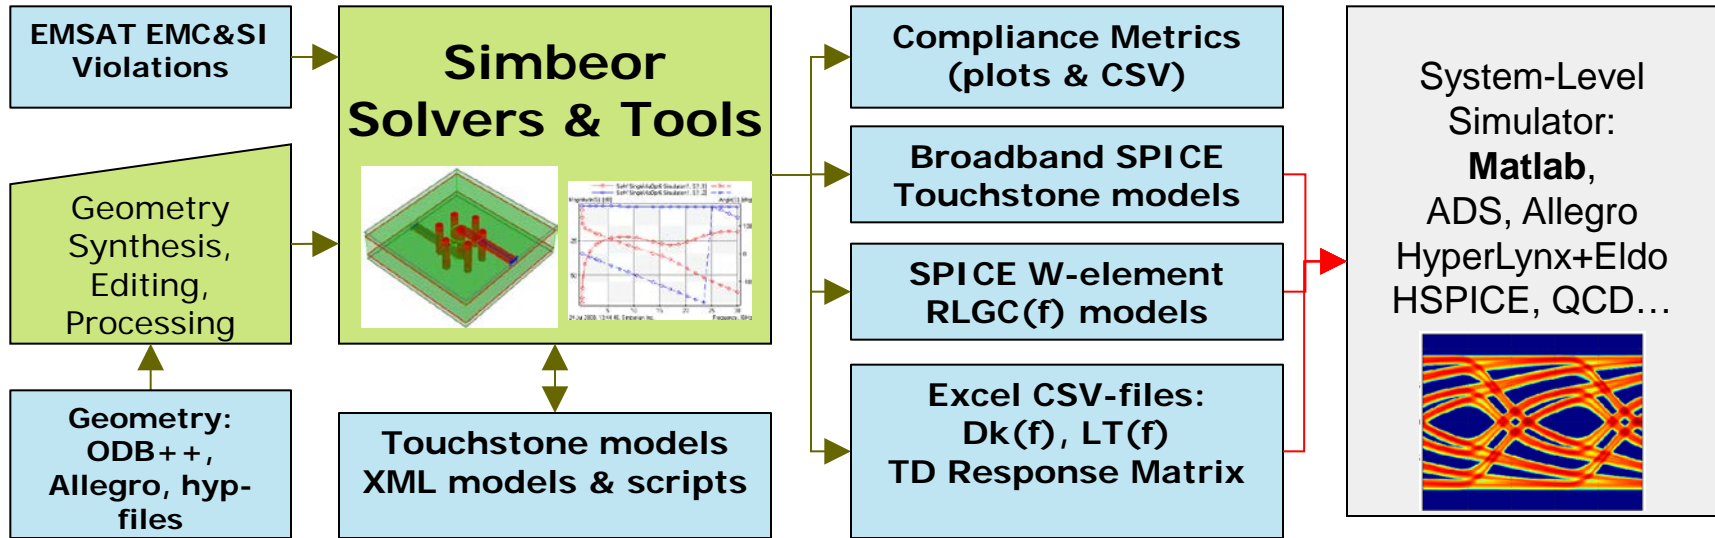 EMSAT EMC&SI
Violations
Geometry
Synthesis,
Editing,
Processing
Geometry:
ODB++,
Allegro, hyp-
files
Simbeor
Solvers & Tools
Touchstone models
XML models & scripts
Compliance Metrics
(plots & CSV)
Broadband SPICE
Touchstone models
SPICE W-element
RLGC(f) models
Excel CSV-files:
Dk(f), LT(f)
TD Response Matrix
System-Level
Simulator:
Matlab,
ADS, Allegro
HyperLynx+Eldo
HSPICE, QCD…